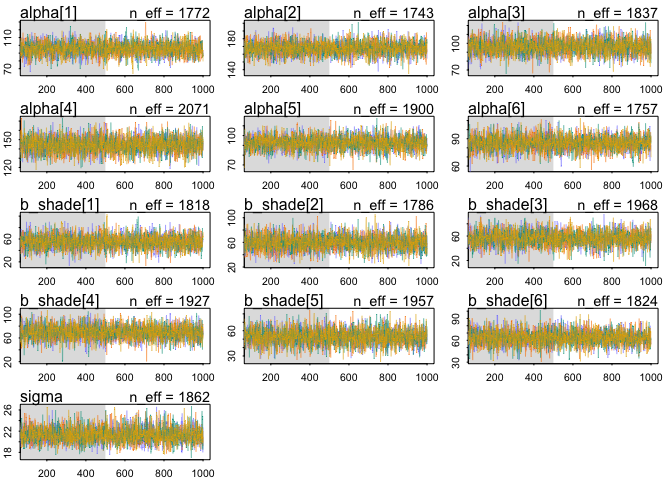 alpha[1] n_eff = 1772
alpha[2] n_eff = 1743
alpha[3] n_eff = 1837
70 110
140 180
70 100
200 400 600 800 1000
200 400 600 800 1000
200 400 600 800 1000
alpha[4] n_eff = 2071
alpha[5] n_eff = 1900
alpha[6] n_eff = 1757
120 150
70 100
60 90
200 400 600 800 1000
200 400 600 800 1000
200 400 600 800 1000
b_shade[1] n_eff = 1818
b_shade[2] n_eff = 1786
b_shade[3] n_eff = 1968
20 60
20 60 100
20 60
200 400 600 800 1000
200 400 600 800 1000
200 400 600 800 1000
b_shade[4] n_eff = 1927
b_shade[5] n_eff = 1957
b_shade[6] n_eff = 1824
20 60 100
30 60
30 60 90
200 400 600 800 1000
200 400 600 800 1000
200 400 600 800 1000
sigma n_eff = 1862
18 22 26
200 400 600 800 1000